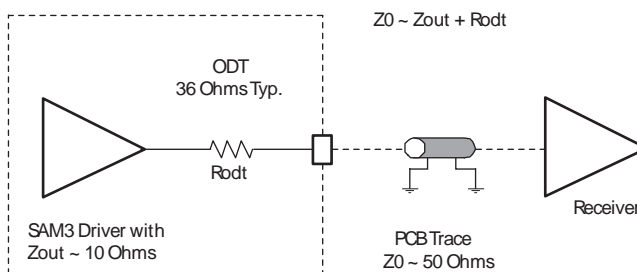 Z0 ~ Zout + Rodt
ODT
36 Ohms Typ.
Rodt
Receiver
SAM3 Driver with
Zout ~ 10 Ohms
PCB Trace
Z0 ~ 50 Ohms